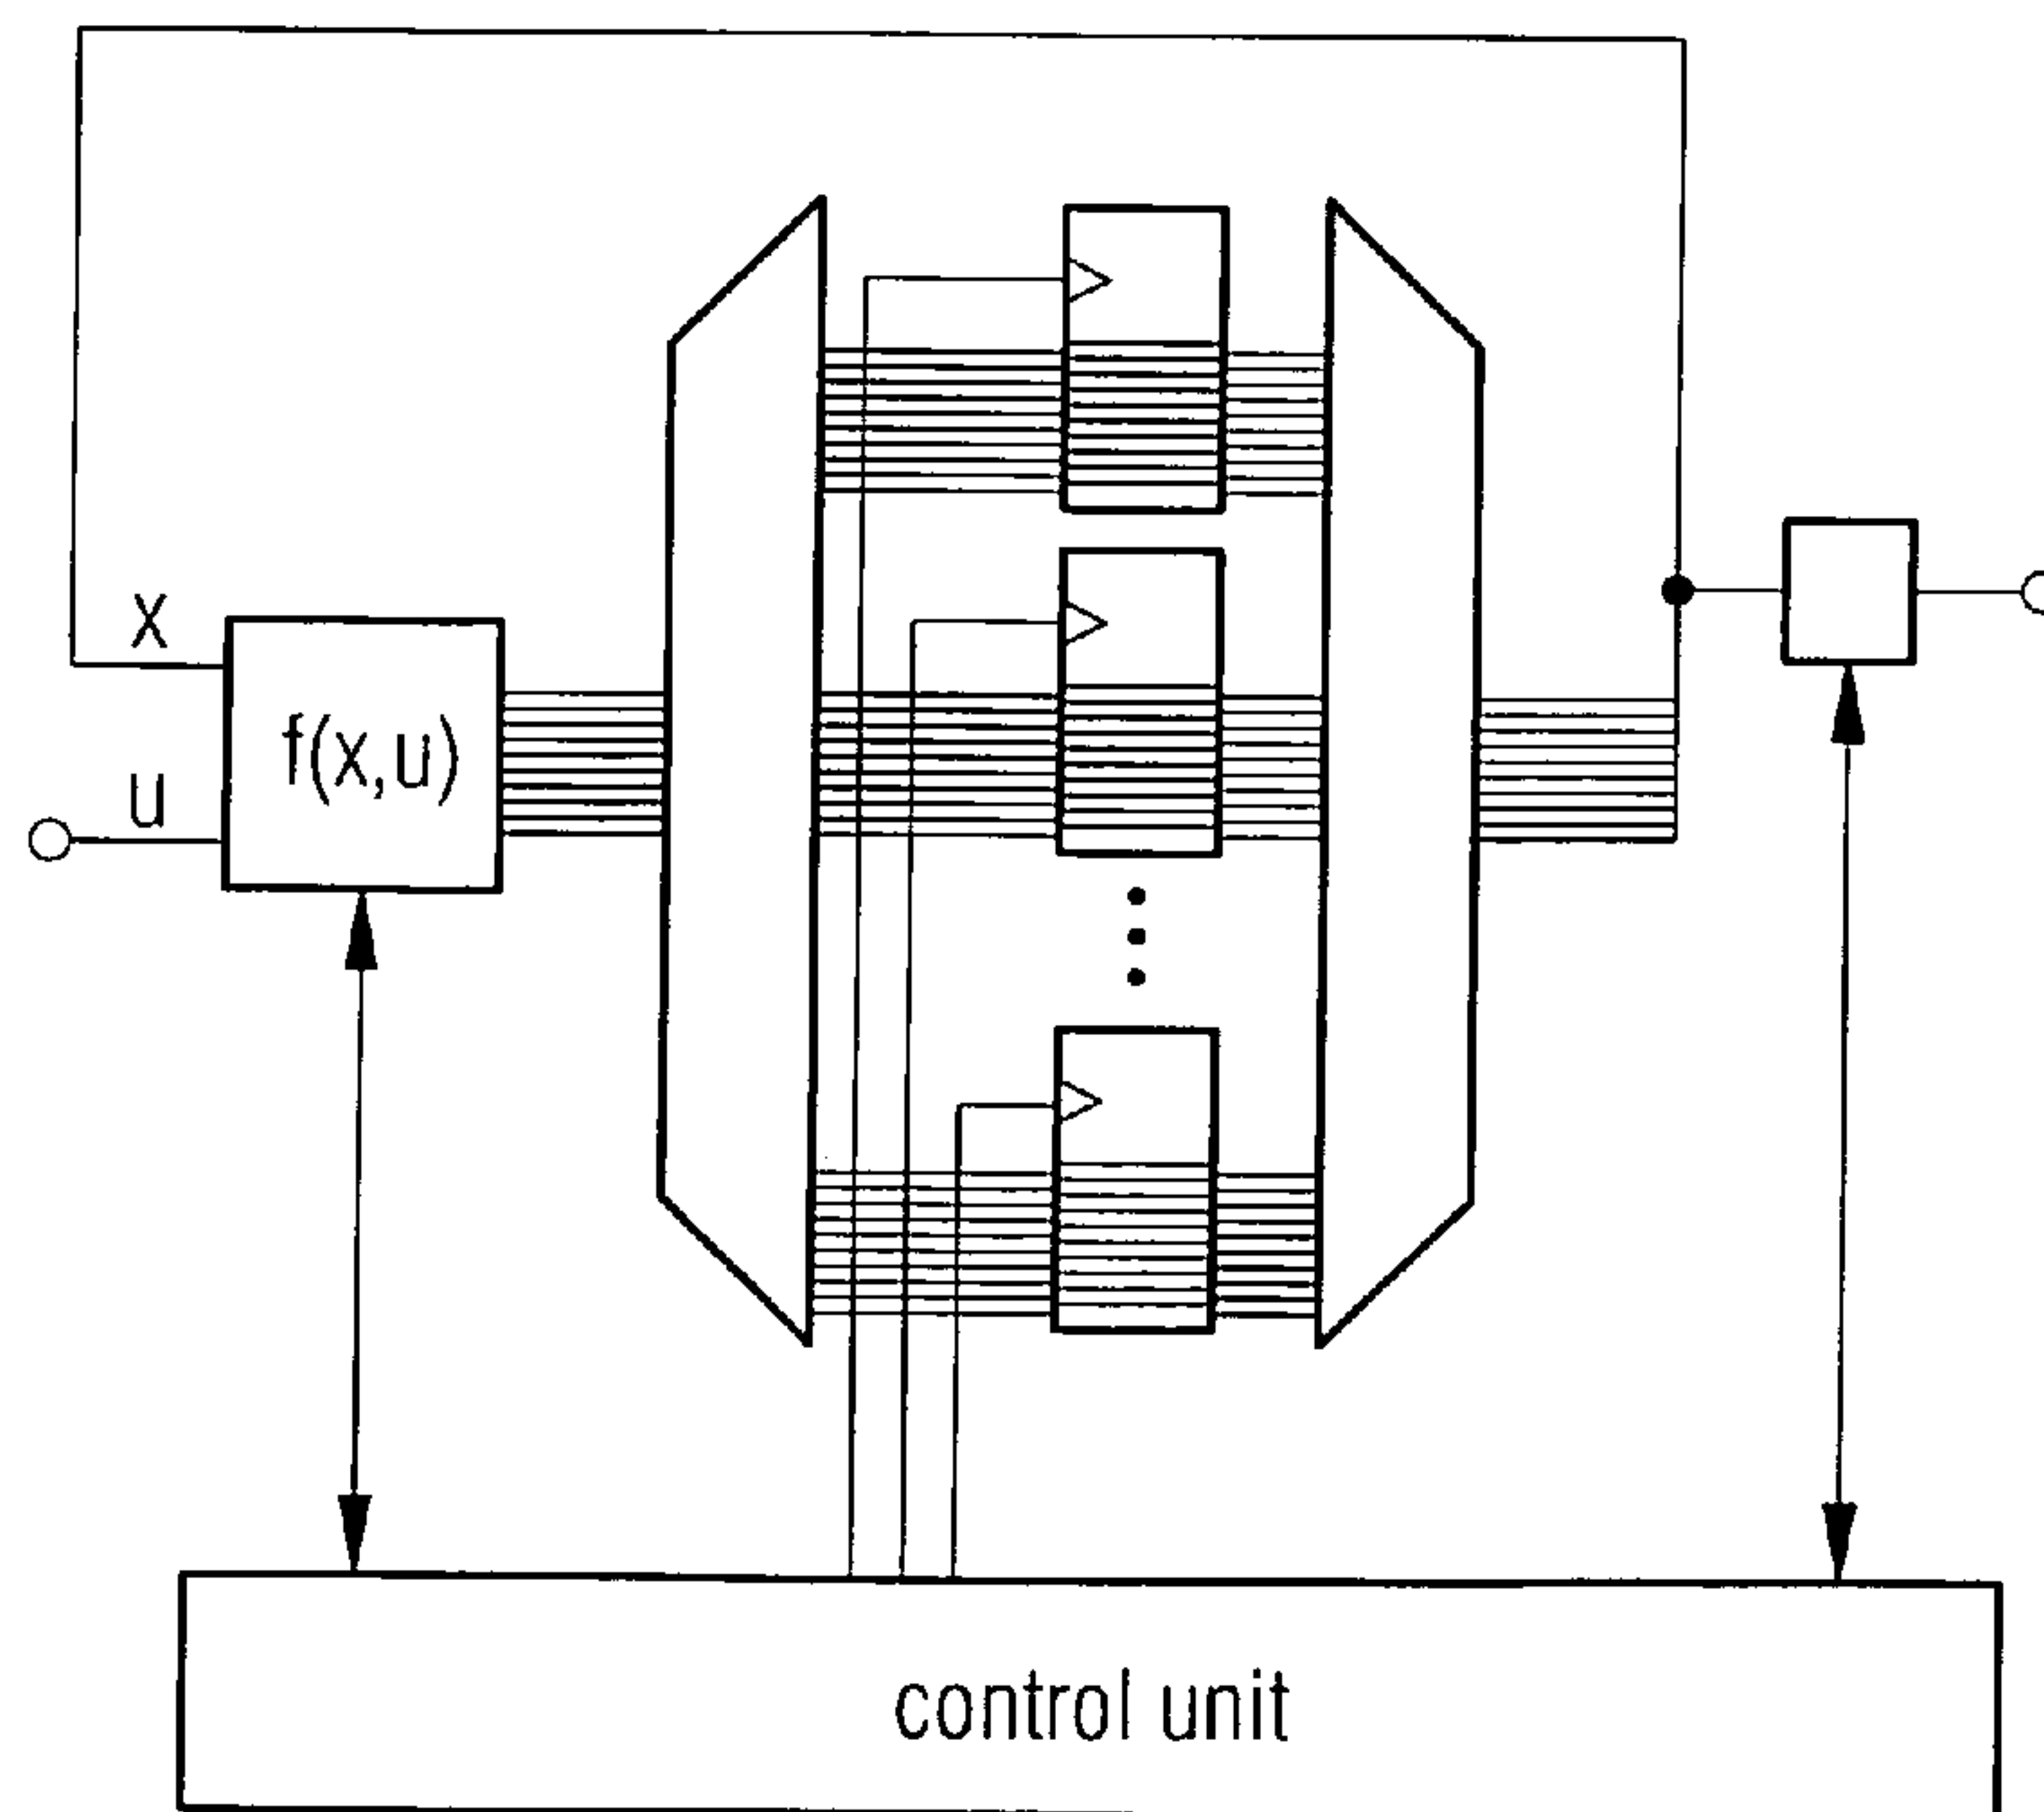 x
f(x,u)
u
control unit